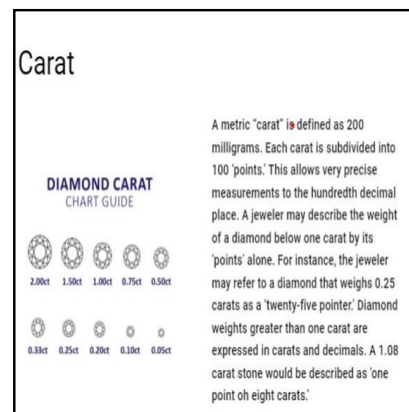 Carat
DIAMOND CARAT
CHART GUIDE
2.00ct 1.50ct 1.00ct 0.75ct 0.50ct
0.33ct 0.25ct 0.20ct 0.10ct 0.05ct
A metric “carat” is defined as 200
milligrams. Each carat is subdivided into
100 ‘points.’ This allows very precise
measurements to the hundredth decimal
place. A jeweler may describe the weight
of a diamond below one carat by its
‘points’ alone. For instance, the jeweler
may refer to a diamond that weighs 0.25
carats as a ‘twenty-five pointer.’ Diamond
weights greater than one carat are
expressed in carats and decimals. A 1.08
carat stone would be described as ‘one
point oh eight carats.’